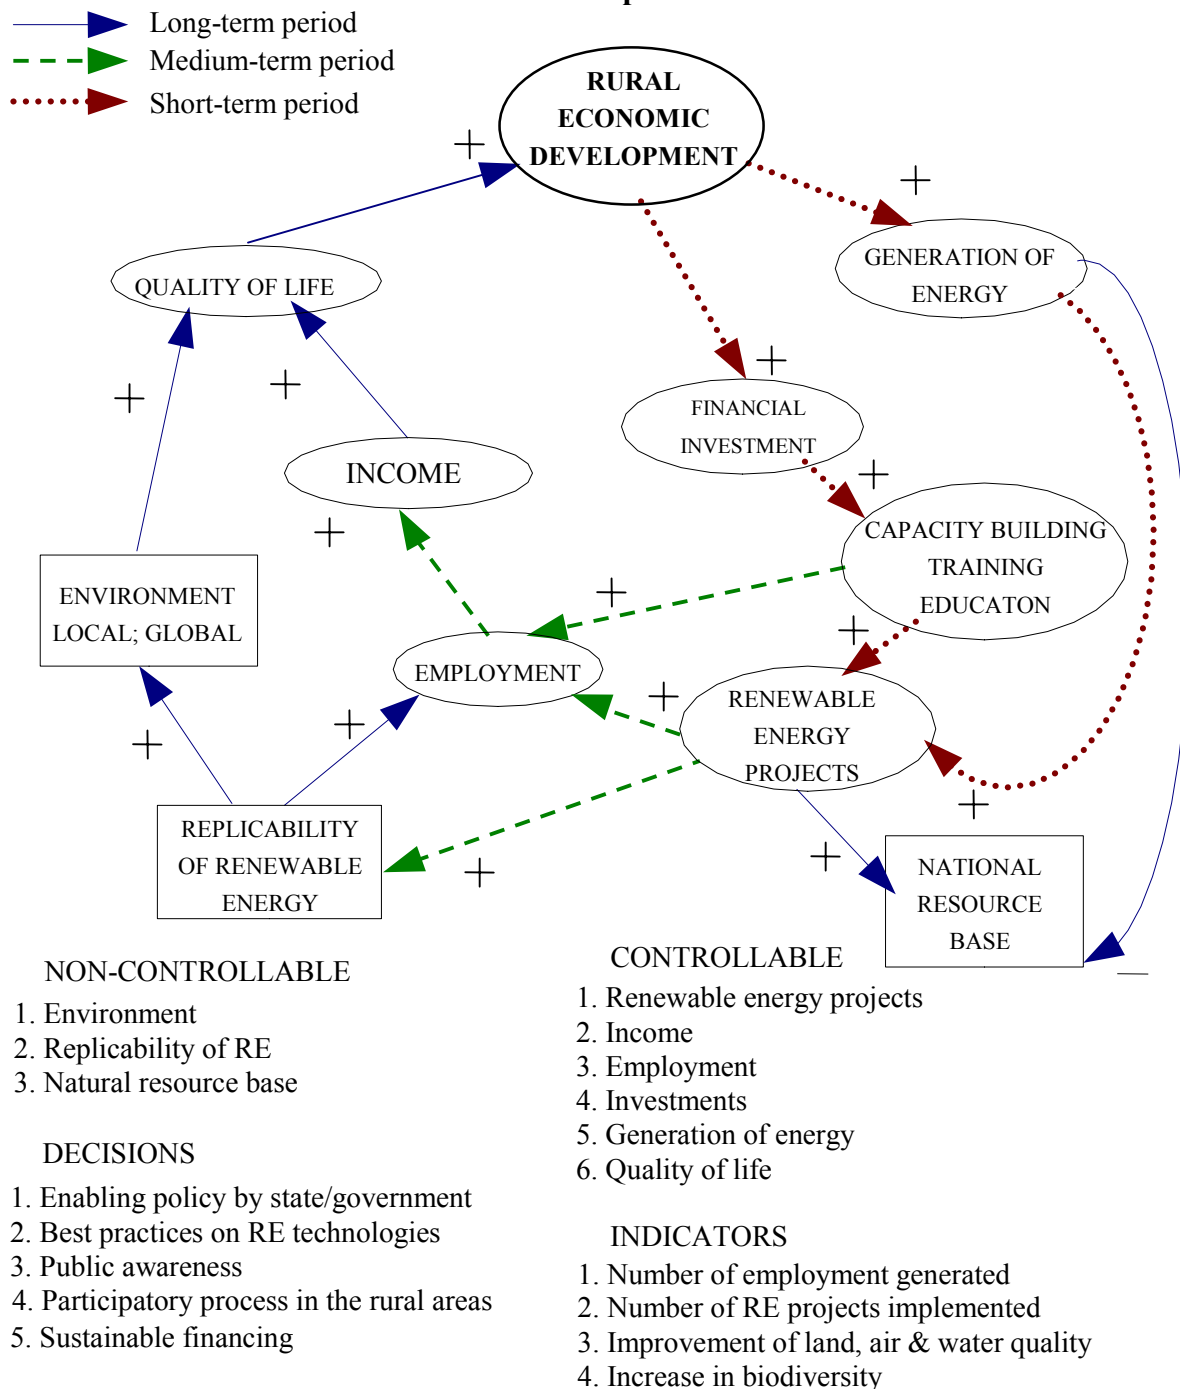 Long-term period
Medium-term period
Short-term period
RURAL
ECONOMIC
DEVELOPMENT
+
+
GENERATION OF
ENERGY
QUALITY OF LIFE
+
+
+
FINANCIAL
INVESTMENT
INCOME
+
+
CAPACITY BUILDING
TRAINING
EDUCATON
ENVIRONMENT
LOCAL; GLOBAL
+
+
EMPLOYMENT
+
RENEWABLE
ENERGY
PROJECTS
+
+
+
REPLICABILITY
OF RENEWABLE
ENERGY
+
+
NATIONAL
RESOURCE
BASE
—
NON-CONTROLLABLE
1. Environment
2. Replicability of RE
3. Natural resource base
CONTROLLABLE
1. Renewable energy projects
2. Income
3. Employment
4. Investments
5. Generation of energy
6. Quality of life
DECISIONS
1. Enabling policy by state/government
2. Best practices on RE technologies
3. Public awareness
4. Participatory process in the rural areas
5. Sustainable financing
INDICATORS
1. Number of employment generated
2. Number of RE projects implemented
3. Improvement of land, air & water quality
4. Increase in biodiversity